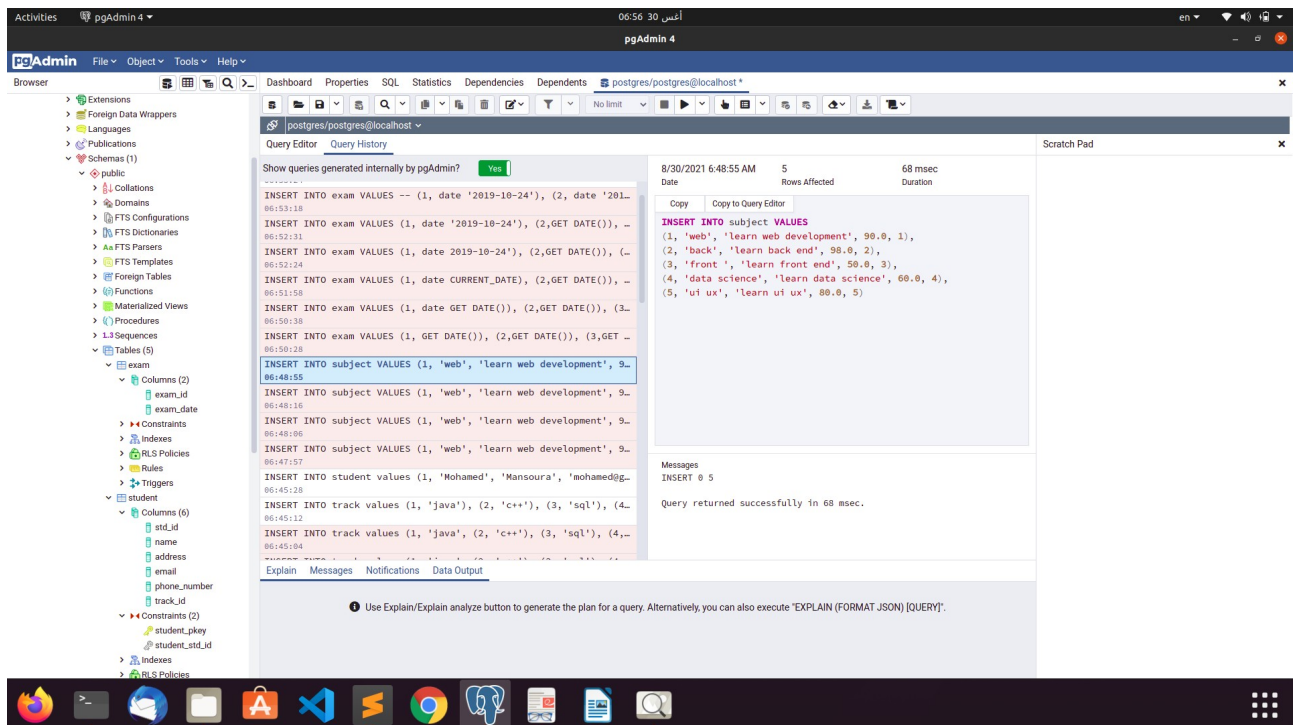 Activities pgAdmin 4 06:56 30 أغس en
pgAdmin 4
pgAdmin File Object Tools Help
Browser Dashboard Properties SQL Statistics Dependencies Dependents postgres/postgres@localhost *
No limit
postgres/postgres@localhost
Query Editor Query History Scratch Pad
Extensions
Foreign Data Wrappers
Languages
Publications
Schemas (1)
public
Collations
Domains
FTS Configurations
FTS Dictionaries
Aa FTS Parsers
FTS Templates
Foreign Tables
Functions
Materialized Views
Procedures
1..3 Sequences
Tables (5)
exam
Columns (2)
exam_id
exam_date
Constraints
Indexes
RLS Policies
Rules
Triggers
student
Columns (6)
std_id
name
address
email
phone_number
track_id
Constraints (2)
student_pkey
student_std_id
Indexes
RLS Policies
Show queries generated internally by pgAdmin? Yes
INSERT INTO exam VALUES -- (1, date '2019-10-24'), (2, date '201…
06:53:18
INSERT INTO exam VALUES (1, date '2019-10-24'), (2,GET DATE()), …
06:52:31
INSERT INTO exam VALUES (1, date 2019-10-24'), (2,GET DATE()), (…
06:52:24
INSERT INTO exam VALUES (1, date CURRENT_DATE), (2,GET DATE()), …
06:51:58
INSERT INTO exam VALUES (1, date GET DATE()), (2,GET DATE()), (3…
06:50:38
INSERT INTO exam VALUES (1, GET DATE()), (2,GET DATE()), (3,GET …
06:50:28
INSERT INTO subject VALUES (1, 'web', 'learn web development', 9…
06:48:55
INSERT INTO subject VALUES (1, 'web', 'learn web development', 9…
06:48:16
INSERT INTO subject VALUES (1, 'web', 'learn web development', 9…
06:48:06
INSERT INTO subject VALUES (1, 'web', 'learn web development', 9…
06:47:57
INSERT INTO student values (1, 'Mohamed', 'Mansoura', 'mohamed@g…
06:45:28
INSERT INTO track values (1, 'java'), (2, 'c++'), (3, 'sql'), (4…
06:45:12
INSERT INTO track values (1, 'java', (2, 'c++'), (3, 'sql'), (4,…
06:45:04
8/30/2021 6:48:55 AM 5 68 msec
Date Rows Affected Duration
Copy Copy to Query Editor
INSERT INTO subject VALUES
(1, 'web', 'learn web development', 90.0, 1),
(2, 'back', 'learn back end', 98.0, 2),
(3, 'front ', 'learn front end', 50.0, 3),
(4, 'data science', 'learn data science', 60.0, 4),
(5, 'ui ux', 'learn ui ux', 80.0, 5)
Messages
INSERT 0 5
Query returned successfully in 68 msec.
Explain Messages Notifications Data Output
Use Explain/Explain analyze button to generate the plan for a query. Alternatively, you can also execute "EXPLAIN (FORMAT JSON) [QUERY]".